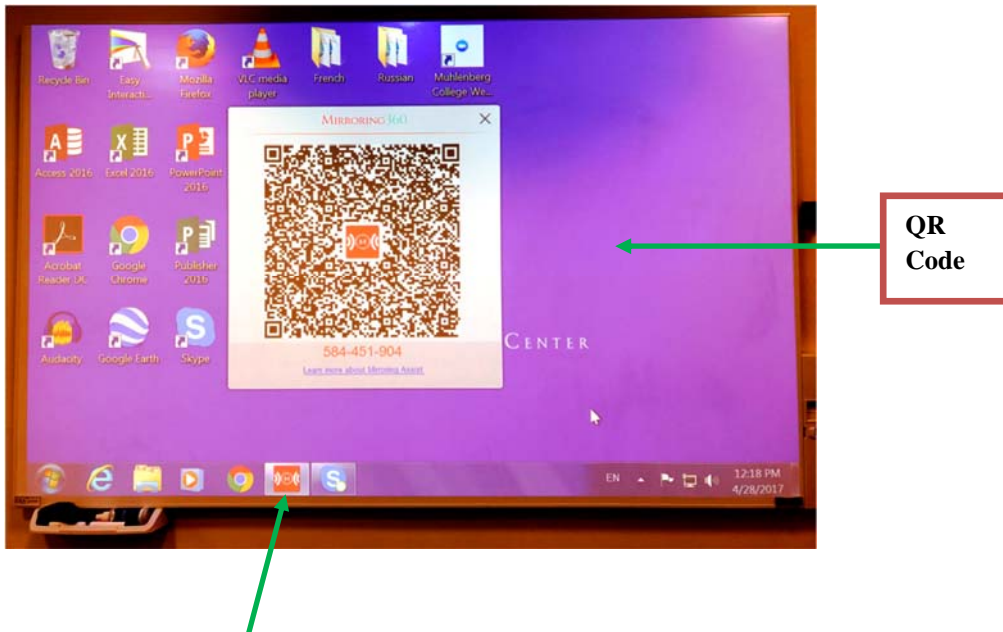 Recycle Bin
Easy Interacti...
Mozilla Firefox
VLC media player
French
Russian
Muhlenberg College We...
MIRRORING360
Access 2016
Excel 2016
PowerPoint 2016
Acrobat Reader DC
Google Chrome
Publisher 2016
Audacity
Google Earth
Skype
584-451-904
Learn more about Mirroring Assist
CENTER
EN
12:18 PM
4/28/2017
QR
Code